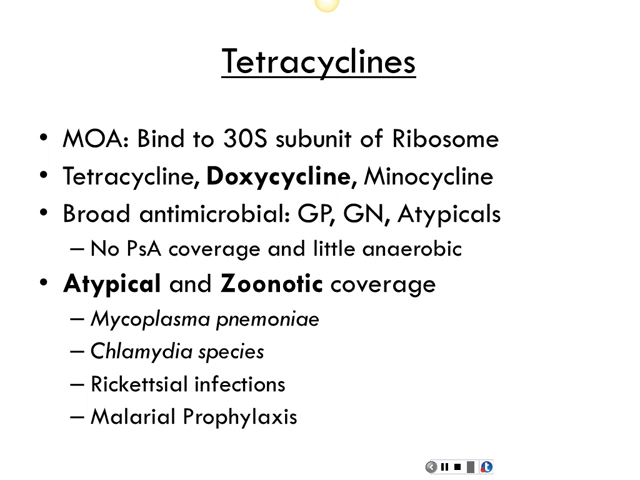 Tetracyclines
• MOA: Bind to 30S subunit of Ribosome
• Tetracycline, Doxycycline, Minocycline
• Broad antimicrobial: GP, GN, Atypicals
– No PsA coverage and little anaerobic
• Atypical and Zoonotic coverage
– Mycoplasma pnemoniae
– Chlamydia species
– Rickettsial infections
– Malarial Prophylaxis